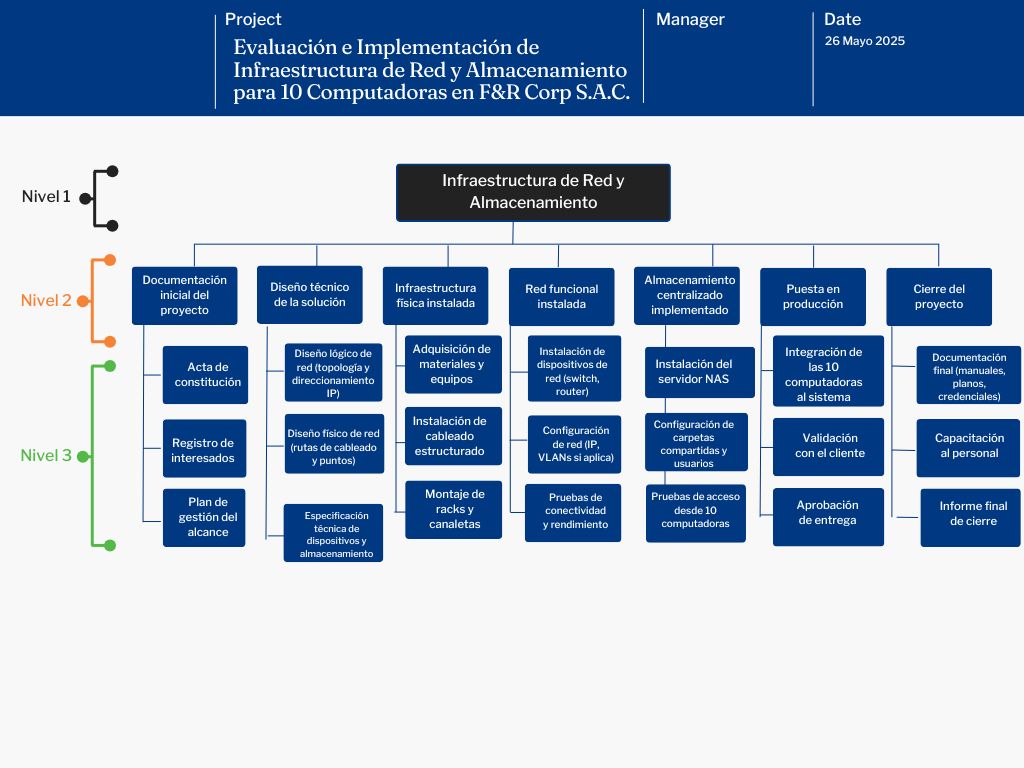 Project
Evaluación e Implementación de
Infraestructura de Red y Almacenamiento
para 10 Computadoras en F&R Corp S.A.C.
Manager
Date
26 Mayo 2025
Nivel 1
Infraestructura de Red y
Almacenamiento
Nivel 2
Documentación
inicial del
proyecto
Diseño técnico
de la solución
Infraestructura
física instalada
Red funcional
instalada
Almacenamiento
centralizado
implementado
Puesta en
producción
Cierre del
proyecto
Nivel 3
Acta de
constitución
Registro de
interesados
Plan de
gestión del
alcance
Diseño lógico de
red (topología y
direccionamiento
IP)
Diseño físico de red
(rutas de cableado
y puntos)
Especificación
técnica de
dispositivos y
almacenamiento
Adquisición de
materiales y
equipos
Instalación de
cableado
estructurado
Montaje de
racks y
canaletas
Instalación de
dispositivos de
red (switch,
router)
Configuración
de red (IP,
VLANs si aplica)
Pruebas de
conectividad
y rendimiento
Instalación del
servidor NAS
Configuración de
carpetas
compartidas y
usuarios
Pruebas de acceso
desde 10
computadoras
Integración de
las 10
computadoras
al sistema
Validación
con el cliente
Aprobación
de entrega
Documentación
final (manuales,
planos,
credenciales)
Capacitación
al personal
Informe final
de cierre